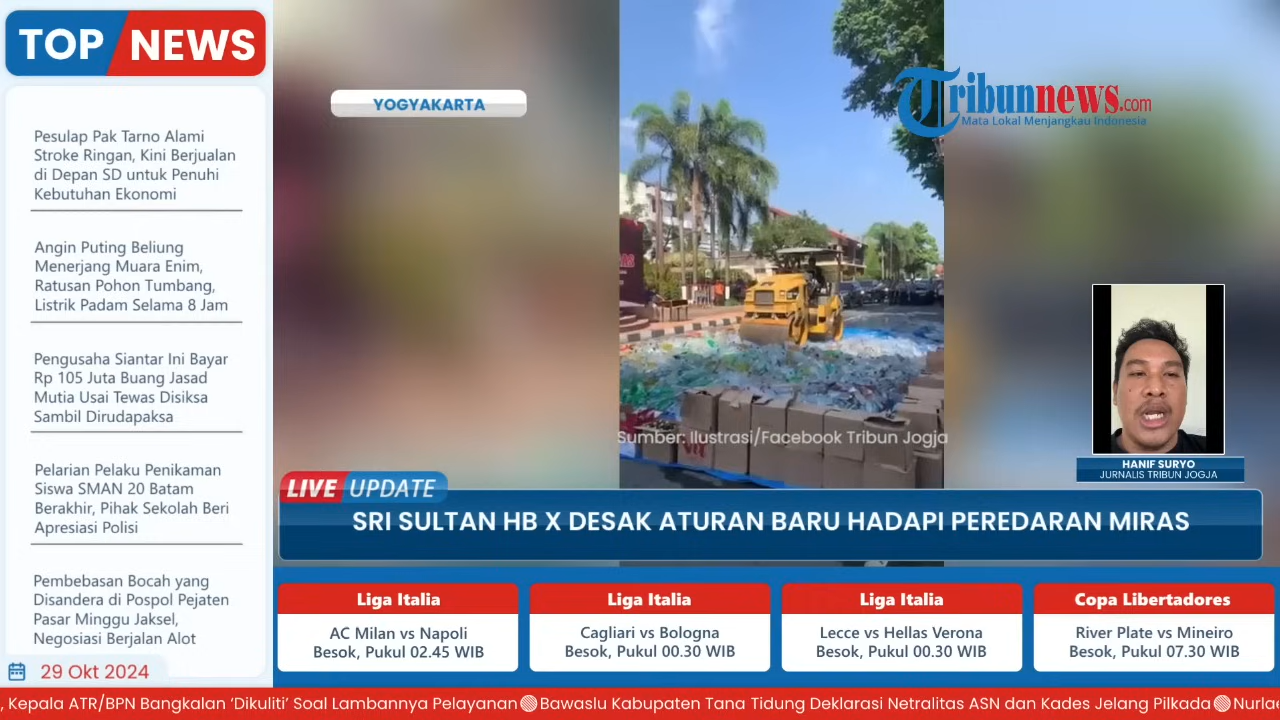 TOP NEWS
Pesulap Pak Tarno Alami
Stroke Ringan, Kini Berjualan
di Depan SD untuk Penuhi
Kebutuhan Ekonomi
Angin Puting Beliung
Menerjang Muara Enim,
Ratusan Pohon Tumbang,
Listrik Padam Selama 8 Jam
Pengusaha Siantar Ini Bayar
Rp 105 Juta Buang Jasad
Mutia Usai Tewas Disiksa
Sambil Dirudapaksa
Pelarian Pelaku Penikaman
Siswa SMAN 20 Batam
Berakhir, Pihak Sekolah Beri
Apresiasi Polisi
Pembebasan Bocah yang
Disandera di Pospol Pejaten
Pasar Minggu Jaksel,
Negosiasi Berjalan Alot
29 Okt 2024
YOGYAKARTA
Tribunnews.com
Mata Lokal Menjangkau Indonesia
Sumber: Ilustrasi/Facebook Tribun Jogja
HANIF SURYO
JURNALIS TRIBUN JOGJA
LIVE UPDATE
SRI SULTAN HB X DESAK ATURAN BARU HADAPI PEREDARAN MIRAS
Liga Italia
AC Milan vs Napoli
Besok, Pukul 02.45 WIB
Liga Italia
Cagliari vs Bologna
Besok, Pukul 00.30 WIB
Liga Italia
Lecce vs Hellas Verona
Besok, Pukul 00.30 WIB
Copa Libertadores
River Plate vs Mineiro
Besok, Pukul 07.30 WIB
, Kepala ATR/BPN Bangkalan ‘Dikuliti’ Soal Lambannya Pelayanan Bawaslu Kabupaten Tana Tidung Deklarasi Netralitas ASN dan Kades Jelang Pilkada Nurlae